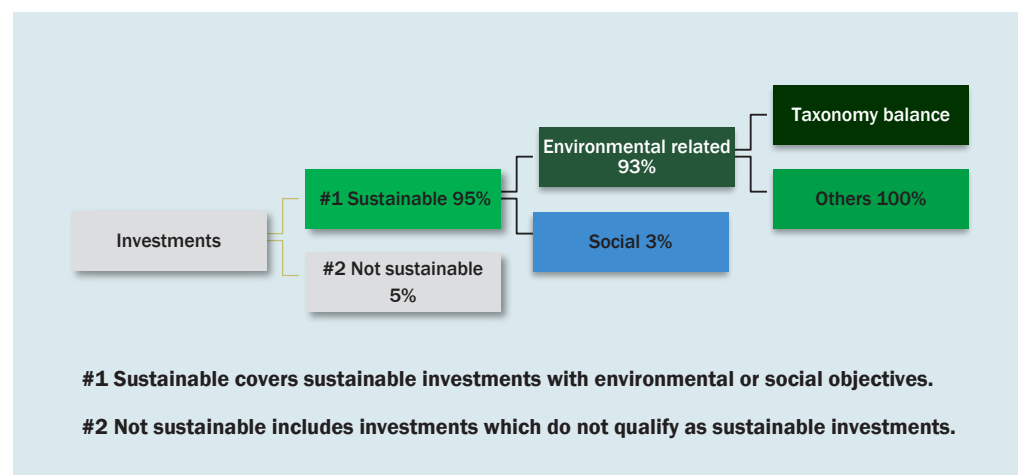 Investments
#1 Sustainable 95%
#2 Not sustainable
5%
Environmental related
93%
Social 3%
Taxonomy balance
Others 100%
#1 Sustainable covers sustainable investments with environmental or social objectives.
#2 Not sustainable includes investments which do not qualify as sustainable investments.